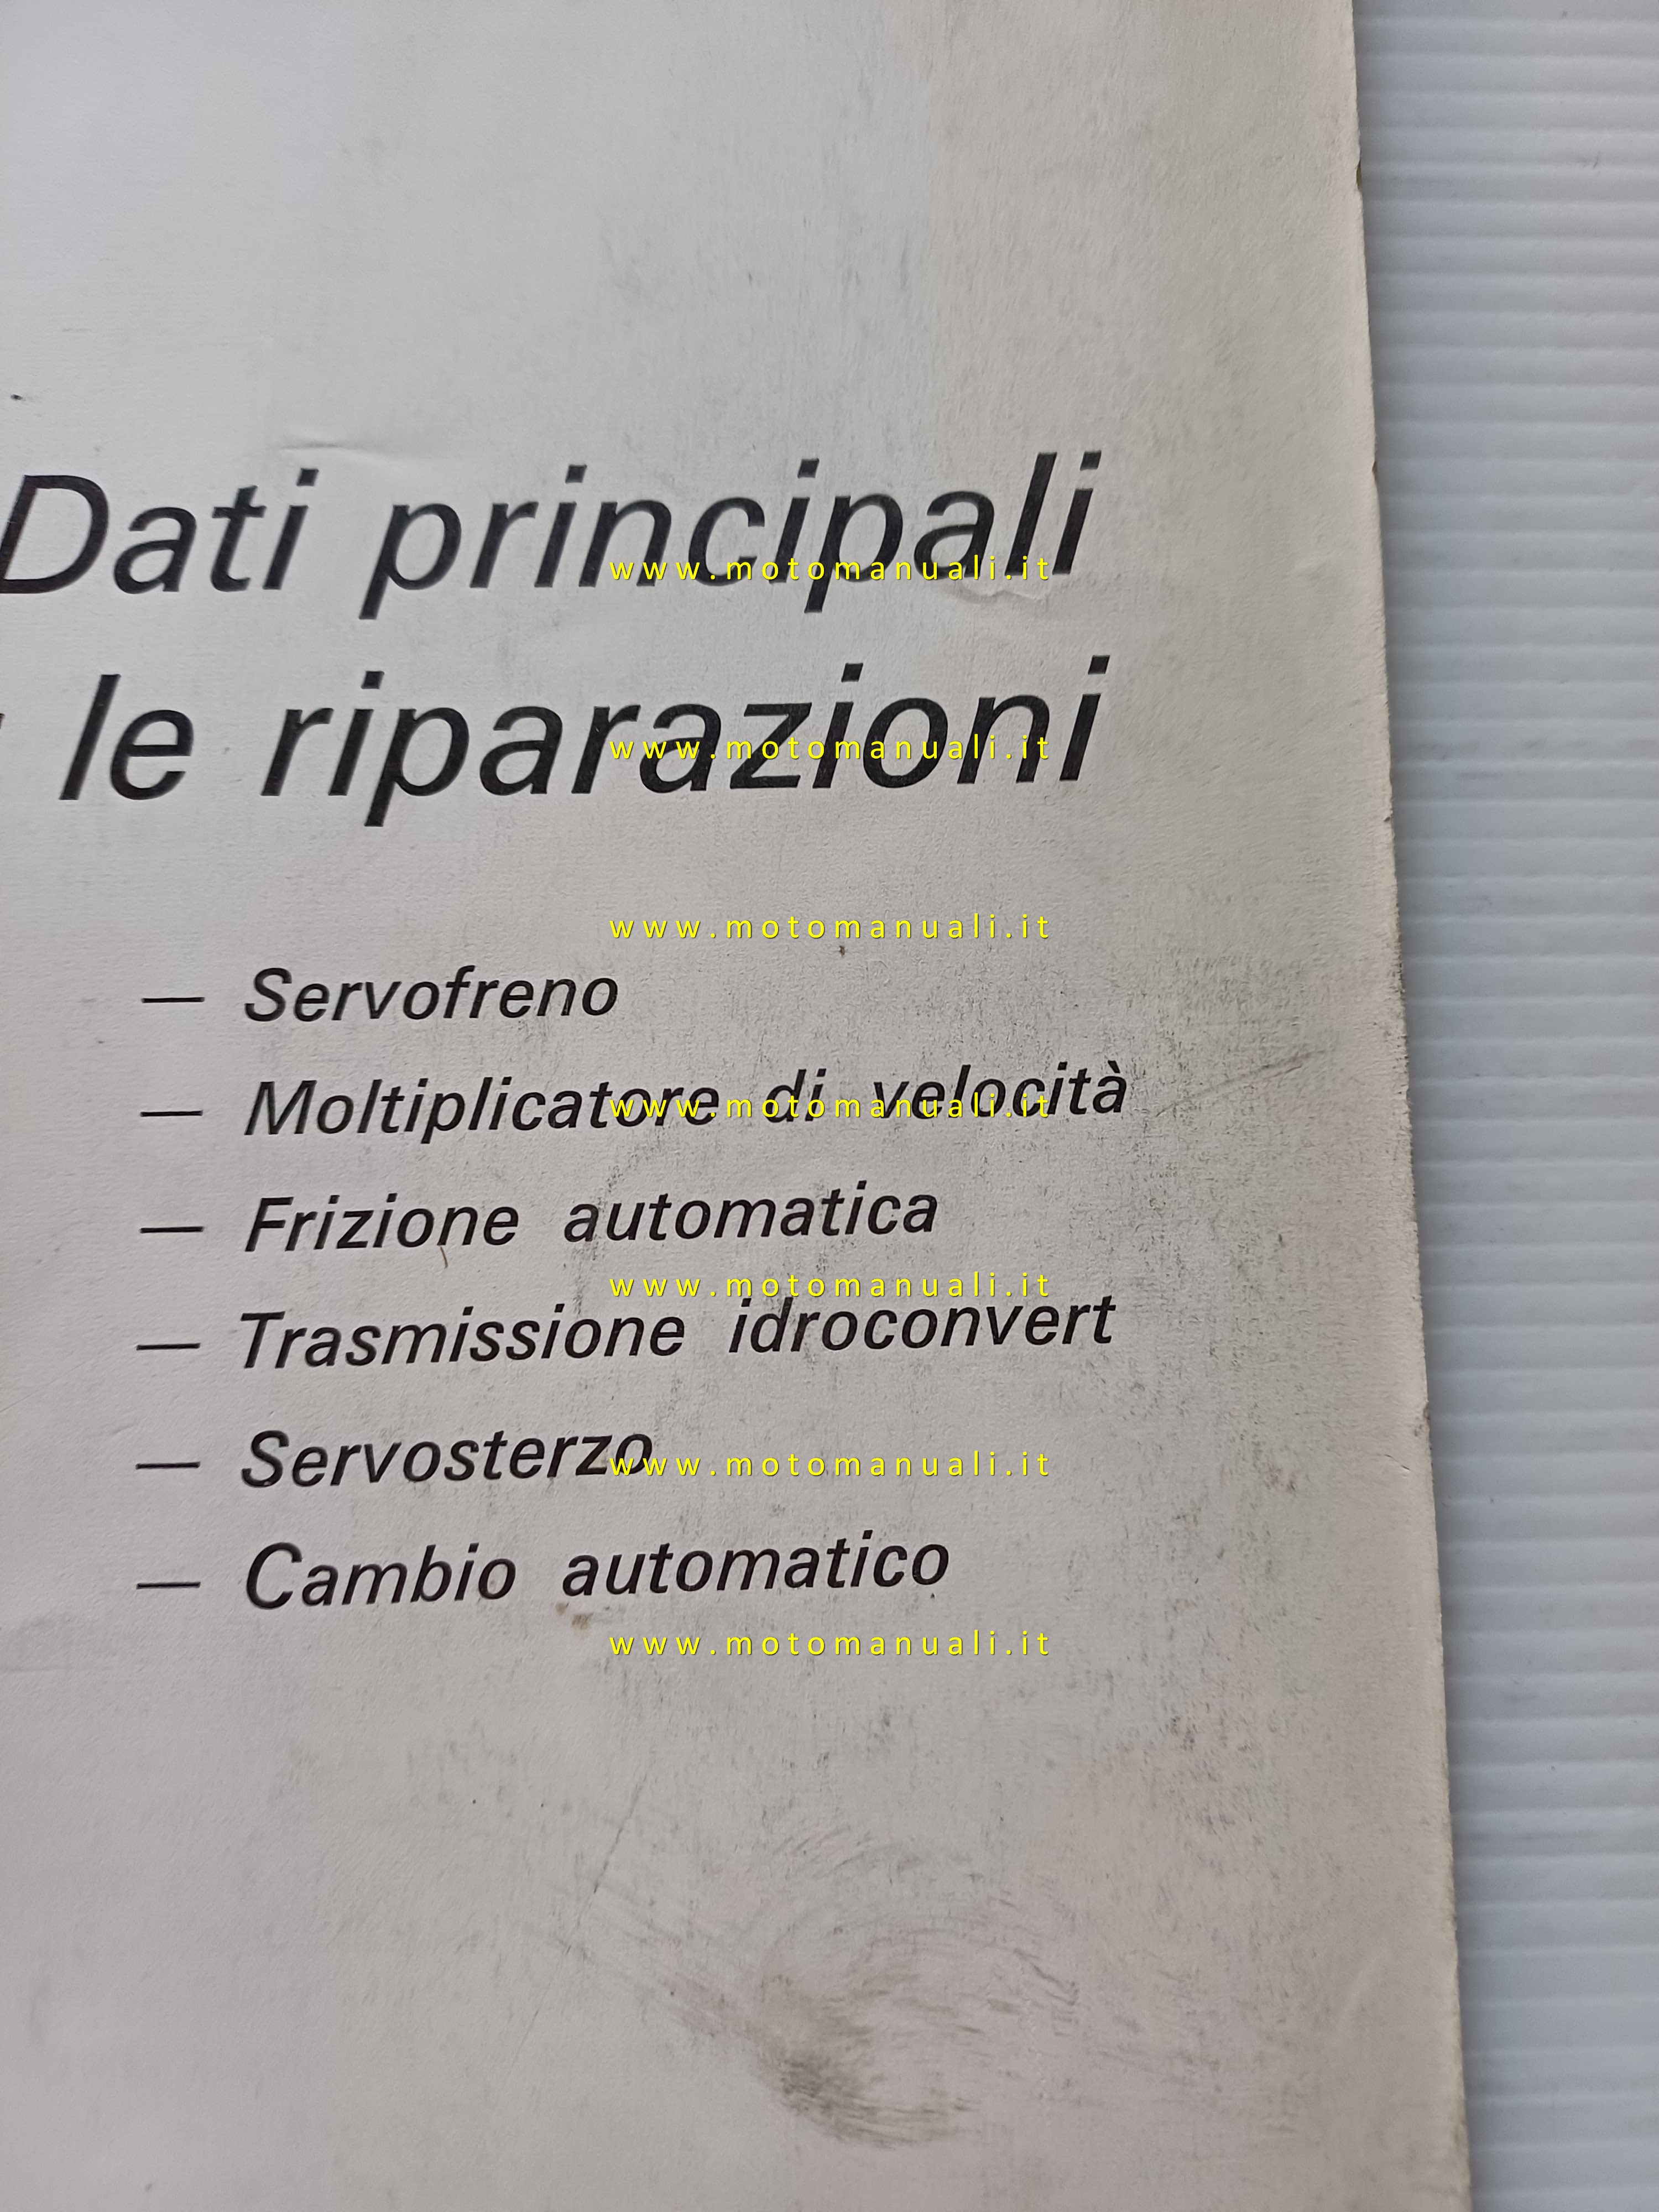 Dati principali
le riparazioni
— Servofreno
— Moltiplicatore di velocità
— Frizione automatica
— Trasmissione idroconvert
— Servosterzo
— Cambio automatico
www.motomanuali.it
www.motomanuali.it
www.motomanuali.it
www.motomanuali.it
www.motomanuali.it
www.motomanuali.it
www.motomanuali.it